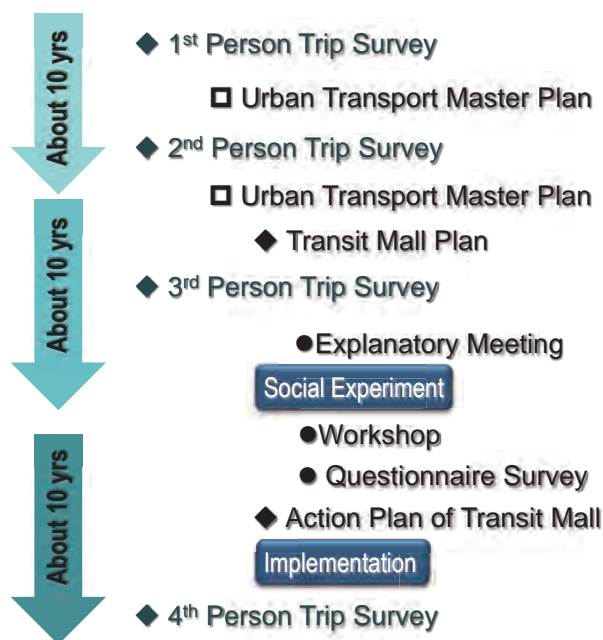 About 10 yrs
◆ 1st Person Trip Survey
□ Urban Transport Master Plan
◆ 2nd Person Trip Survey
About 10 yrs
□ Urban Transport Master Plan
◆ Transit Mall Plan
◆ 3rd Person Trip Survey
●Explanatory Meeting
Social Experiment
About 10 yrs
●Workshop
● Questionnaire Survey
◆ Action Plan of Transit Mall
Implementation
◆ 4th Person Trip Survey